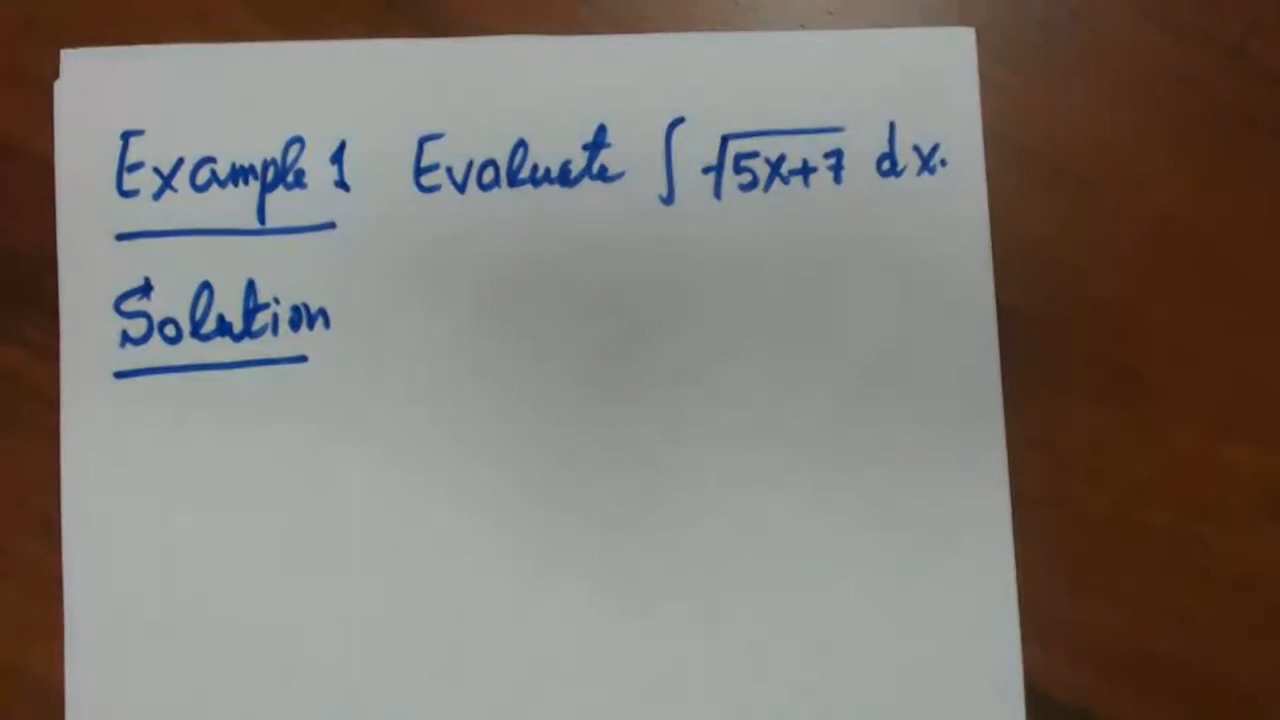 Example 1 Evaluate ∫ √5x+7 dx.
Solution